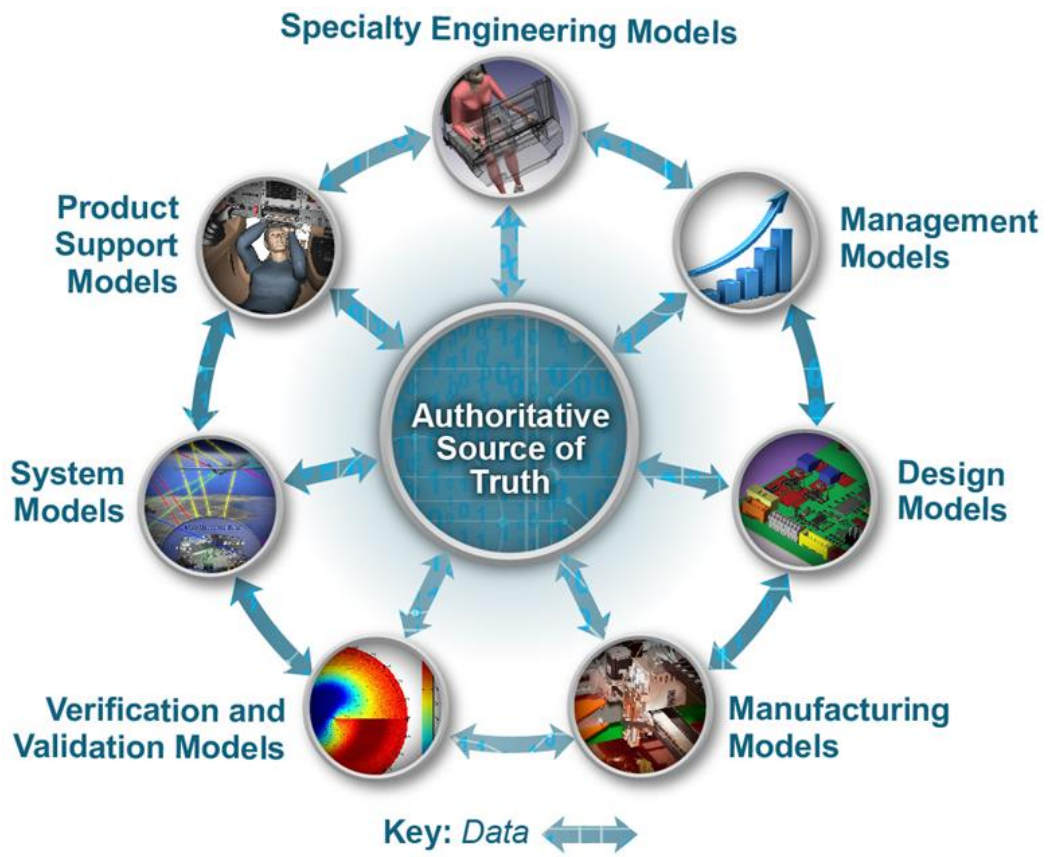 Specialty Engineering Models
Product
Support
Models
Management
Models
Authoritative
Source of
Truth
System
Models
Design
Models
Verification and
Validation Models
Manufacturing
Models
Key: Data